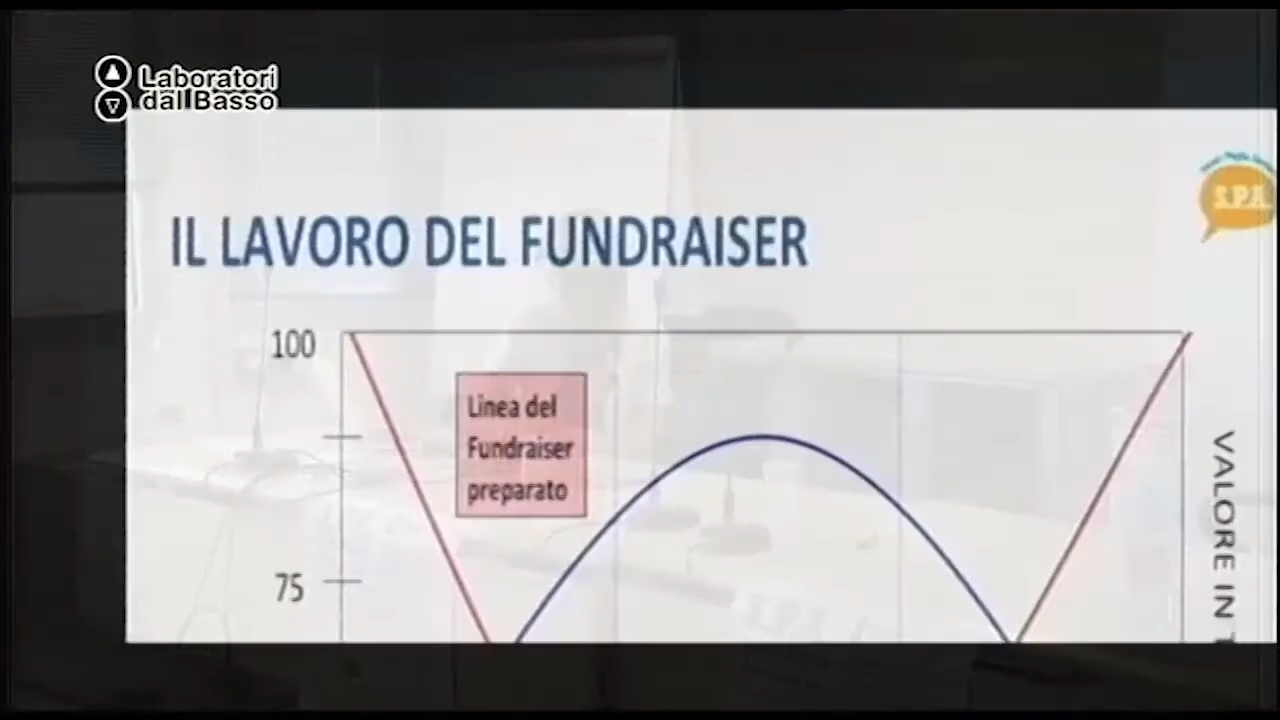 Laboratori
dal Basso
S.P.A.
IL LAVORO DEL FUNDRAISER
100
Linea del
Fundraiser
preparato
75
VALORE IN